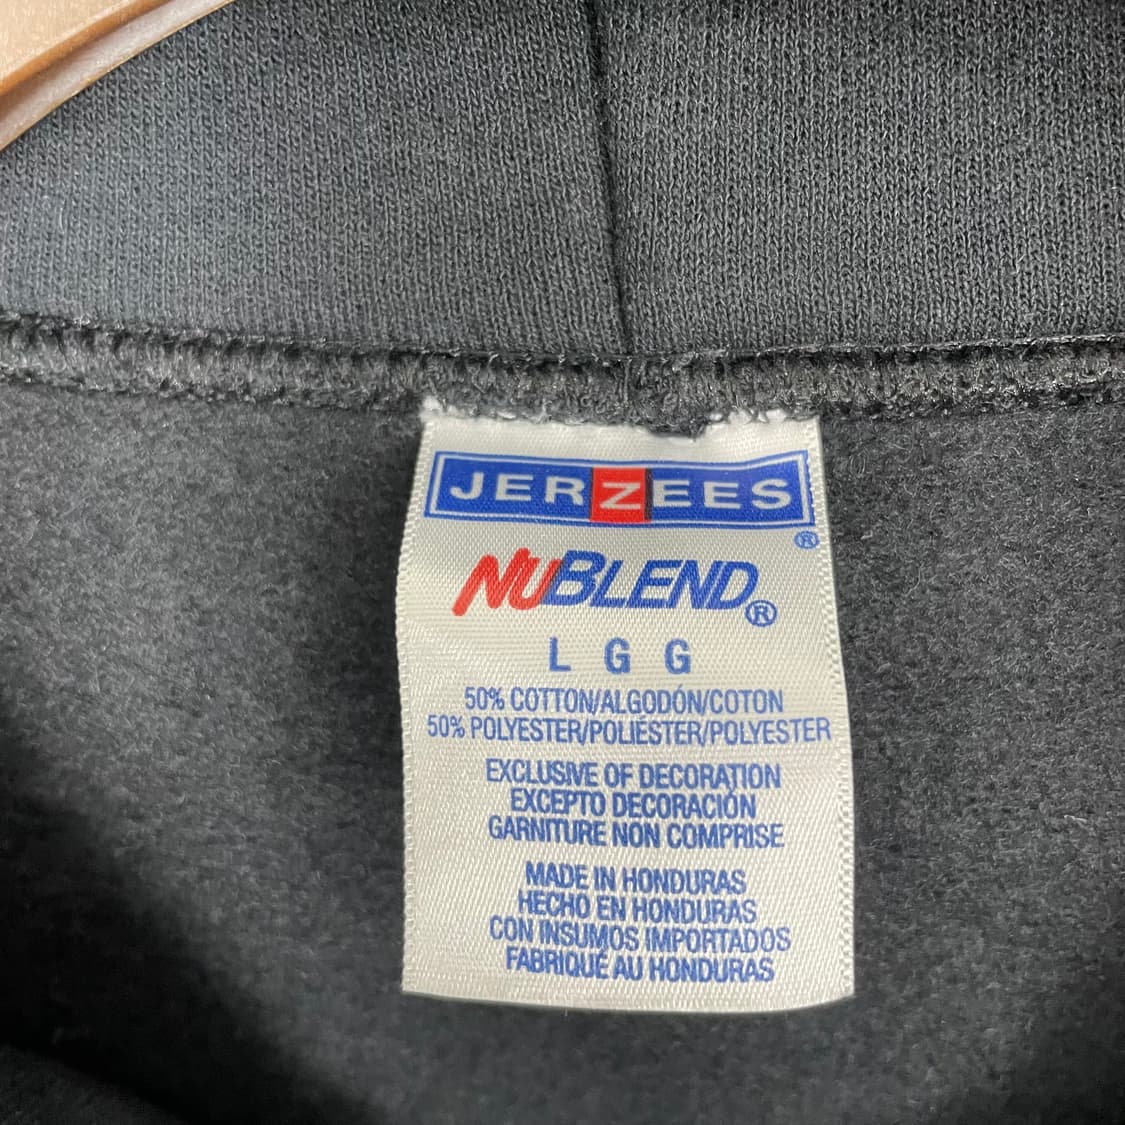 JERZEES
®
NUBLEND®
L G G
50% COTTON/ALGODÓN/COTON
50% POLYESTER/POLIÉSTER/POLYESTER
EXCLUSIVE OF DECORATION
EXCEPTO DECORACIÓN
GARNITURE NON COMPRISE
MADE IN HONDURAS
HECHO EN HONDURAS
CON INSUMOS IMPORTADOS
FABRIQUÉ AU HONDURAS